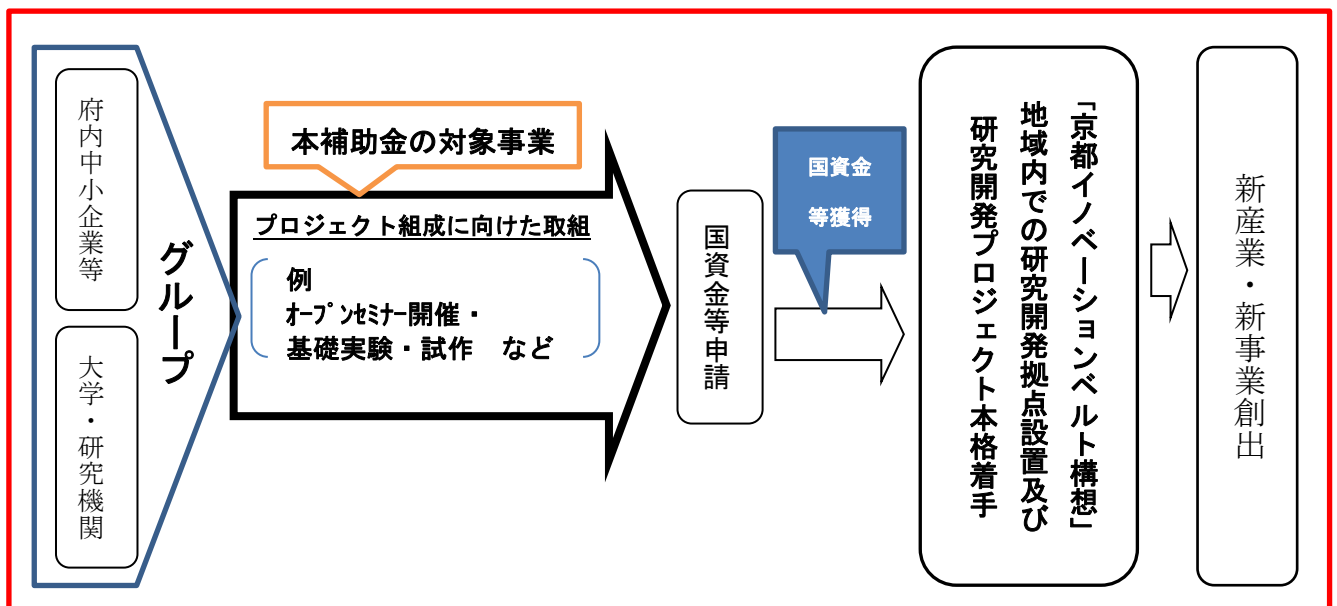 府内中小企業等
大学・研究機関
グループ
本補助金の対象事業
プロジェクト組成に向けた取組
例
ｵｰﾌﾟﾝｾﾐﾅｰ開催・
基礎実験・試作　など
国資金等申請
国資金
等獲得
「京都イノベーションベルト構想」
地域内での研究開発拠点設置及び
研究開発プロジェクト本格着手
新産業・新事業創出